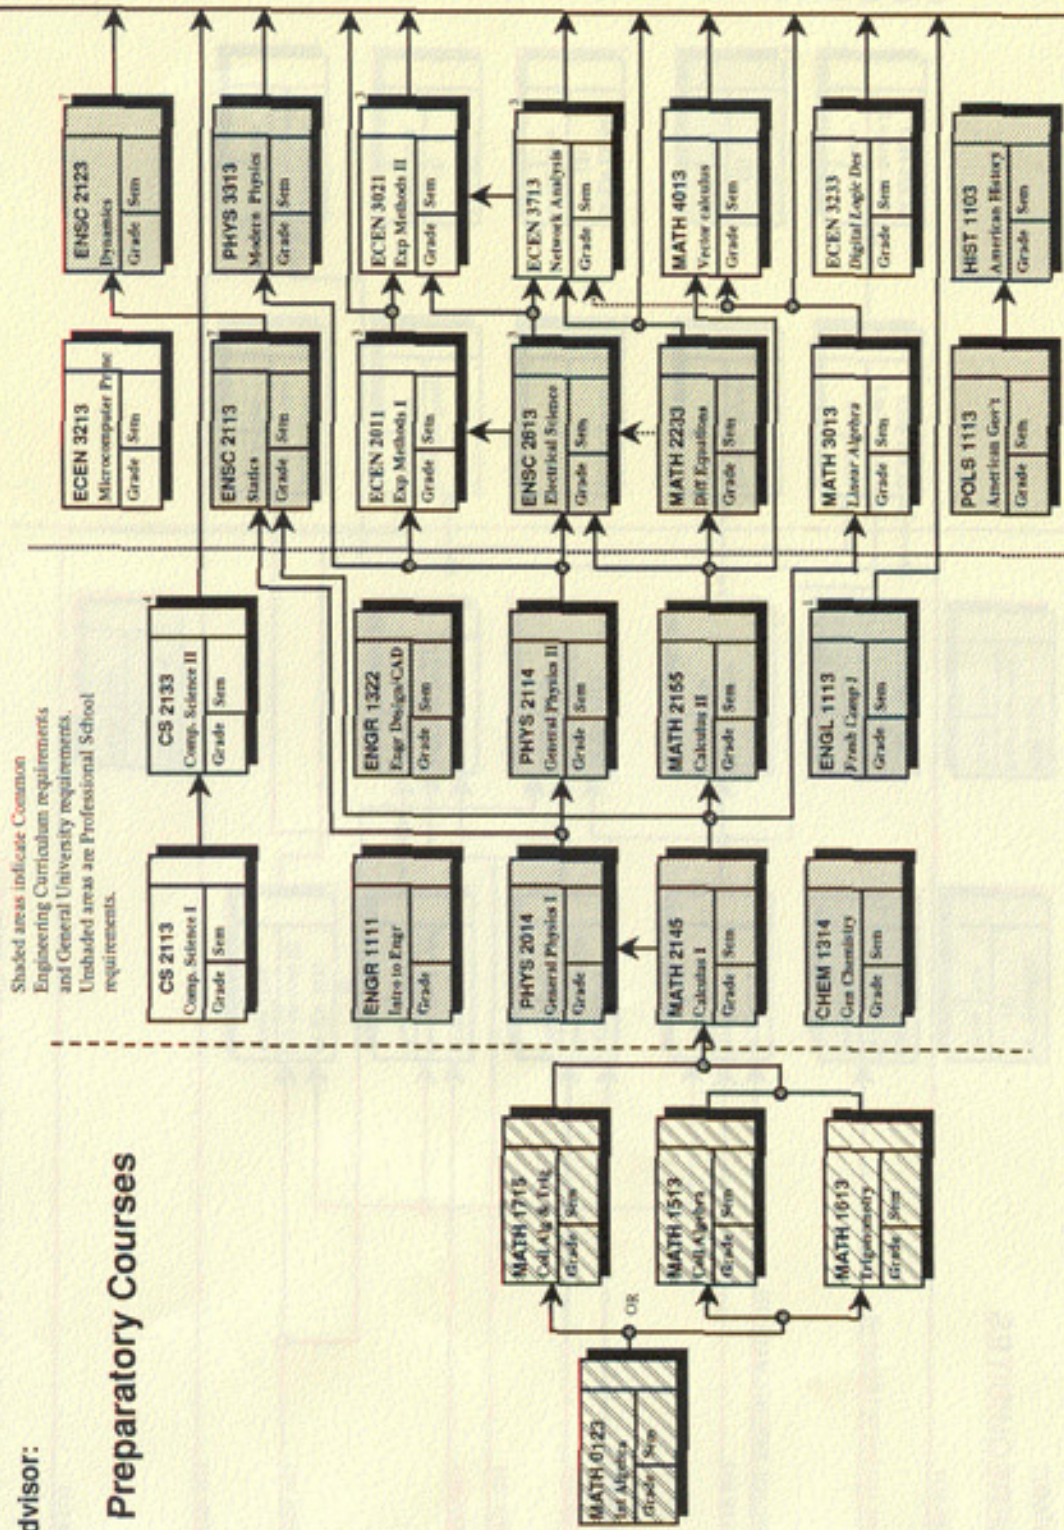 dvisor:
Preparatory Courses
Shaded areas indicate Common
Engineering Curriculum requirements
and General University requirements.
Unshaded areas are Professional School
requirements.
MATH 0123
Int Algebra
Grade Sem
OR
MATH 1715
Coll Alg & Trig
Grade Sem
MATH 1513
Coll Algebra
Grade Sem
MATH 1613
Trigonometry
Grade Sem
CS 2113
Comp. Science I
Grade Sem
ENGR 1111
Intro to Engr
Grade
PHYS 2014
General Physics I
Grade
MATH 2145
Calculus I
Grade Sem
CHEM 1314
Gen Chemistry
Grade Sem
4
CS 2133
Comp. Science II
Grade Sem
ENGR 1322
Engr Design/CAD
Grade Sem
PHYS 2114
General Physics II
Grade Sem
MATH 2155
Calculus II
Grade Sem
1
ENGL 1113
Fresh Comp I
Grade Sem
ECEN 3213
Microcomputer Prine
Grade Sem
7
ENSC 2113
Statics
Grade Sem
3
ECEN 2011
Exp Methods I
Grade Sem
3
ENSC 2613
Electrical Science
Grade Sem
MATH 2233
Diff Equations
Grade Sem
MATH 3013
Linear Algebra
Grade Sem
POLS 1113
American Gov't
Grade Sem
7
ENSC 2123
Dynamics
Grade Sem
PHYS 3313
Modern Physics
Grade Sem
3
ECEN 3021
Exp Methods II
Grade Sem
3
ECEN 3713
Network Analysis
Grade Sem
MATH 4013
Vector calculus
Grade Sem
ECEN 3233
Digital Logic Des
Grade Sem
HIST 1103
American History
Grade Sem